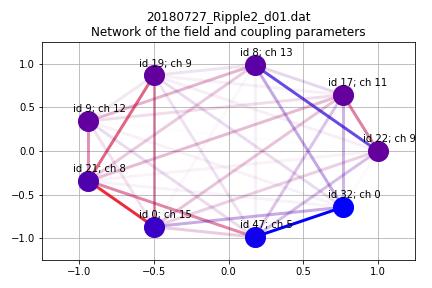 20180727_Ripple2_d01.dat
Network of the field and coupling parameters
id 8; ch 13
id 19; ch 9
id 17; ch 11
id 9; ch 12
id 22; ch 9
id 21; ch 8
id 32; ch 0
id 0; ch 15
id 47; ch 5
1.0
0.5
0.0
−0.5
−1.0
−1.0
−0.5
0.0
0.5
1.0